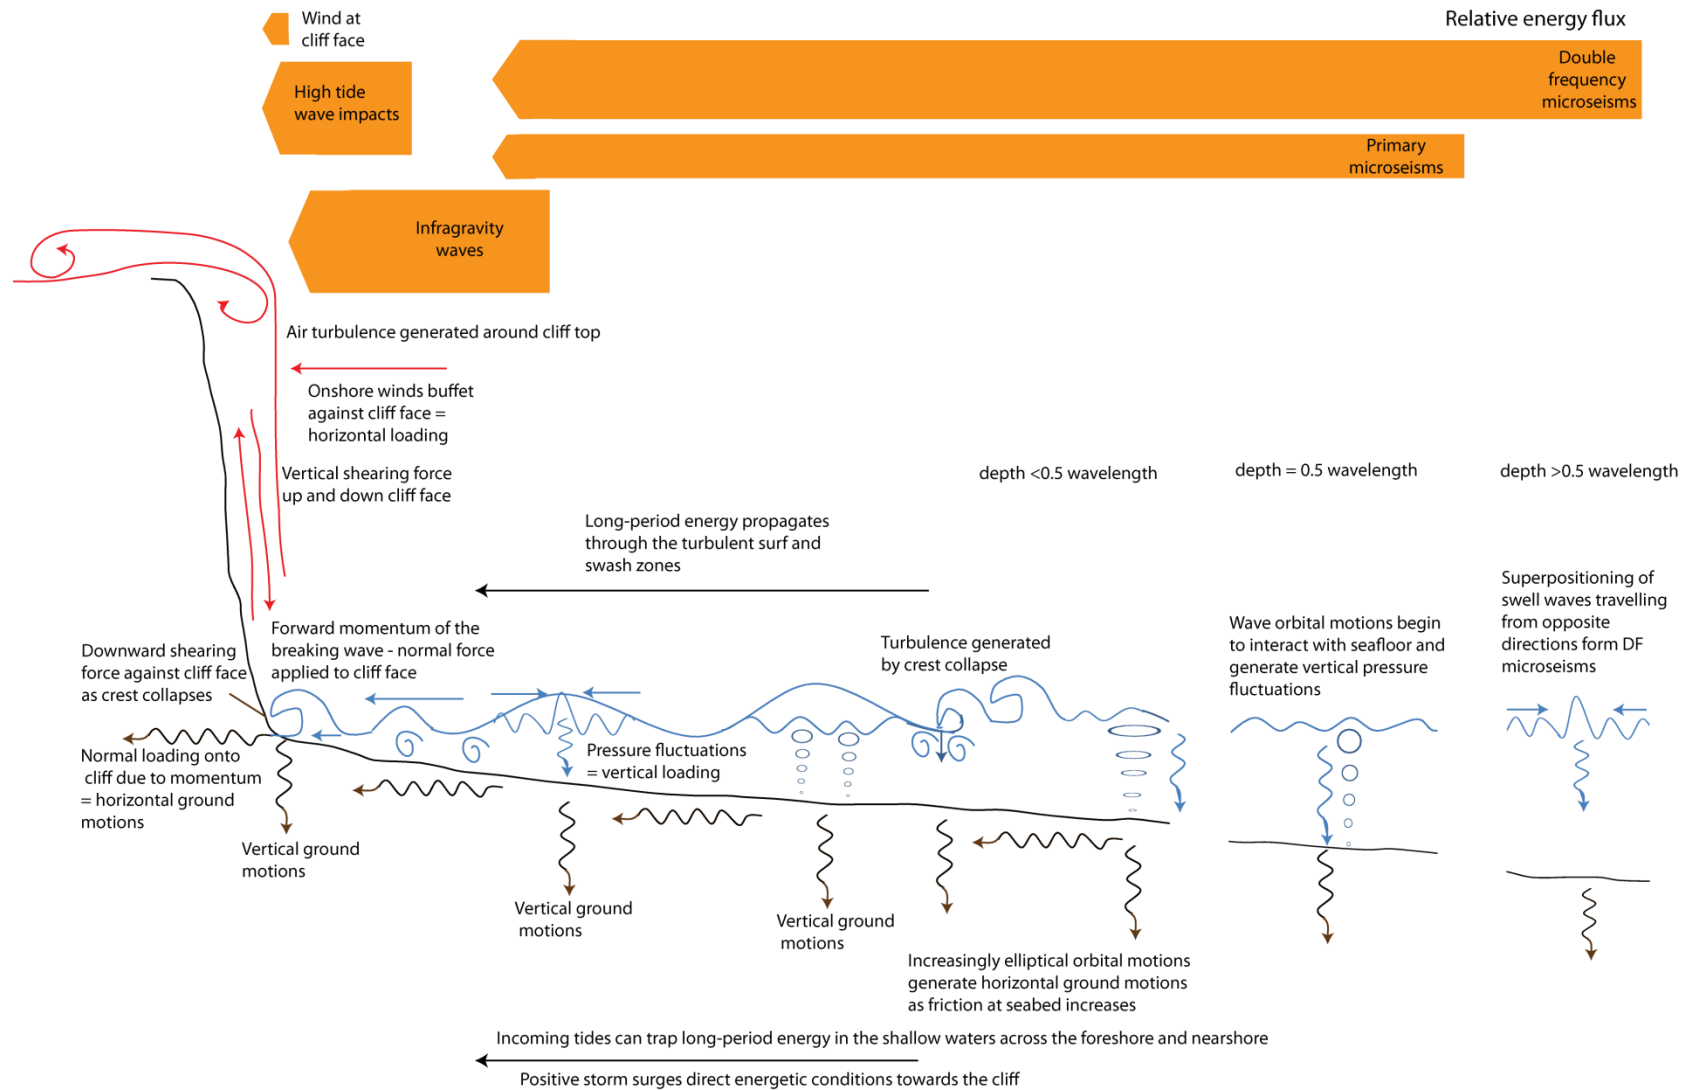 Wind at
cliff face
Relative energy flux
Double
frequency
microseisms
High tide
wave impacts
Primary
microseisms
Infragravity
waves
Air turbulence generated around cliff top
Onshore winds buffet
against cliff face =
horizontal loading
Vertical shearing force
up and down cliff face
depth <0.5 wavelength
depth = 0.5 wavelength
depth >0.5 wavelength
Long-period energy propagates
through the turbulent surf and
swash zones
Superpositioning of
swell waves travelling
from opposite
directions form DF
microseisms
Wave orbital motions begin
to interact with seafloor and
generate vertical pressure
fluctuations
Forward momentum of the
breaking wave - normal force
applied to cliff face
Turbulence generated
by crest collapse
Downward shearing
force against cliff face
as crest collapses
Pressure fluctuations
= vertical loading
Normal loading onto
cliff due to momentum
= horizontal ground
motions
Vertical ground
motions
Vertical ground
motions
Vertical ground
motions
Increasingly elliptical orbital motions
generate horizontal ground motions
as friction at seabed increases
Incoming tides can trap long-period energy in the shallow waters across the foreshore and nearshore
Positive storm surges direct energetic conditions towards the cliff